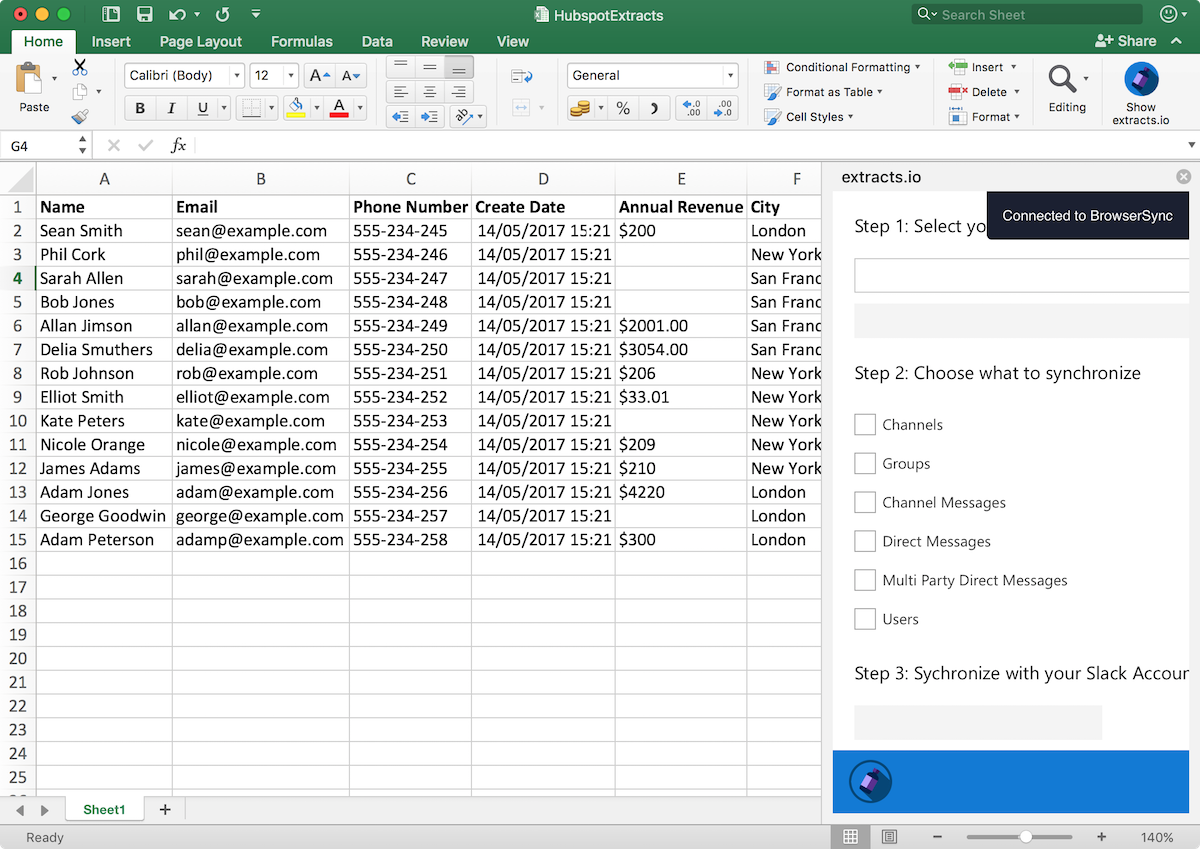 HubspotExtracts
Search Sheet
Home Insert Page Layout Formulas Data Review View
Share
Paste
Calibri (Body) 12 A A
B I U A
General
% )
.0 .00
.00 .0
Conditional Formatting
Format as Table
Cell Styles
Insert
Delete
Format
Editing
Show
extracts.io
G4 fx
A B C D E F
1 Name Email Phone Number Create Date Annual Revenue City
2 Sean Smith sean@example.com 555-234-245 14/05/2017 15:21 $200 London
3 Phil Cork phil@example.com 555-234-246 14/05/2017 15:21 New York
4 Sarah Allen sarah@example.com 555-234-247 14/05/2017 15:21 San Franc
5 Bob Jones bob@example.com 555-234-248 14/05/2017 15:21 San Franc
6 Allan Jimson allan@example.com 555-234-249 14/05/2017 15:21 $2001.00 San Franc
7 Delia Smuthers delia@example.com 555-234-250 14/05/2017 15:21 $3054.00 San Franc
8 Rob Johnson rob@example.com 555-234-251 14/05/2017 15:21 $206 New York
9 Elliot Smith elliot@example.com 555-234-252 14/05/2017 15:21 $33.01 New York
10 Kate Peters kate@example.com 555-234-253 14/05/2017 15:21 New York
11 Nicole Orange nicole@example.com 555-234-254 14/05/2017 15:21 $209 New York
12 James Adams james@example.com 555-234-255 14/05/2017 15:21 $210 New York
13 Adam Jones adam@example.com 555-234-256 14/05/2017 15:21 $4220 London
14 George Goodwin george@example.com 555-234-257 14/05/2017 15:21 London
15 Adam Peterson adamp@example.com 555-234-258 14/05/2017 15:21 $300 London
16
17
18
19
20
21
22
23
24
25
extracts.io
Connected to BrowserSync
Step 1: Select yo
Step 2: Choose what to synchronize
Channels
Groups
Channel Messages
Direct Messages
Multi Party Direct Messages
Users
Step 3: Sychronize with your Slack Accour
Sheet1 +
Ready
140%